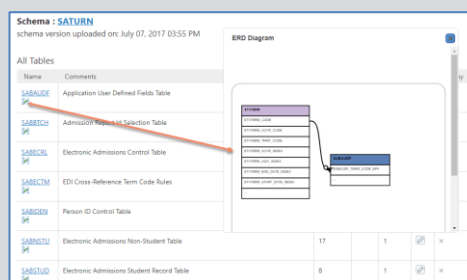 Schema : SATURN
schema version uploaded on: July 07, 2017 03:55 PM
All Tables
Name Comments
SABAUDF Application User Defined Fields Table
SABBTCH Admission Report Id Selection Table
SABECRL Electronic Admissions Control Table
SABECTM EDI Cross-Reference Term Code Rules
SABIDEN Person ID Control Table
SABNSTU Electronic Admissions Non-Student Table 17 1 ×
SABSTUD Electronic Admissions Student Record Table 8 1 ×
ERD Diagram
STVTERM
STVTERM_CODE
SABAUDF